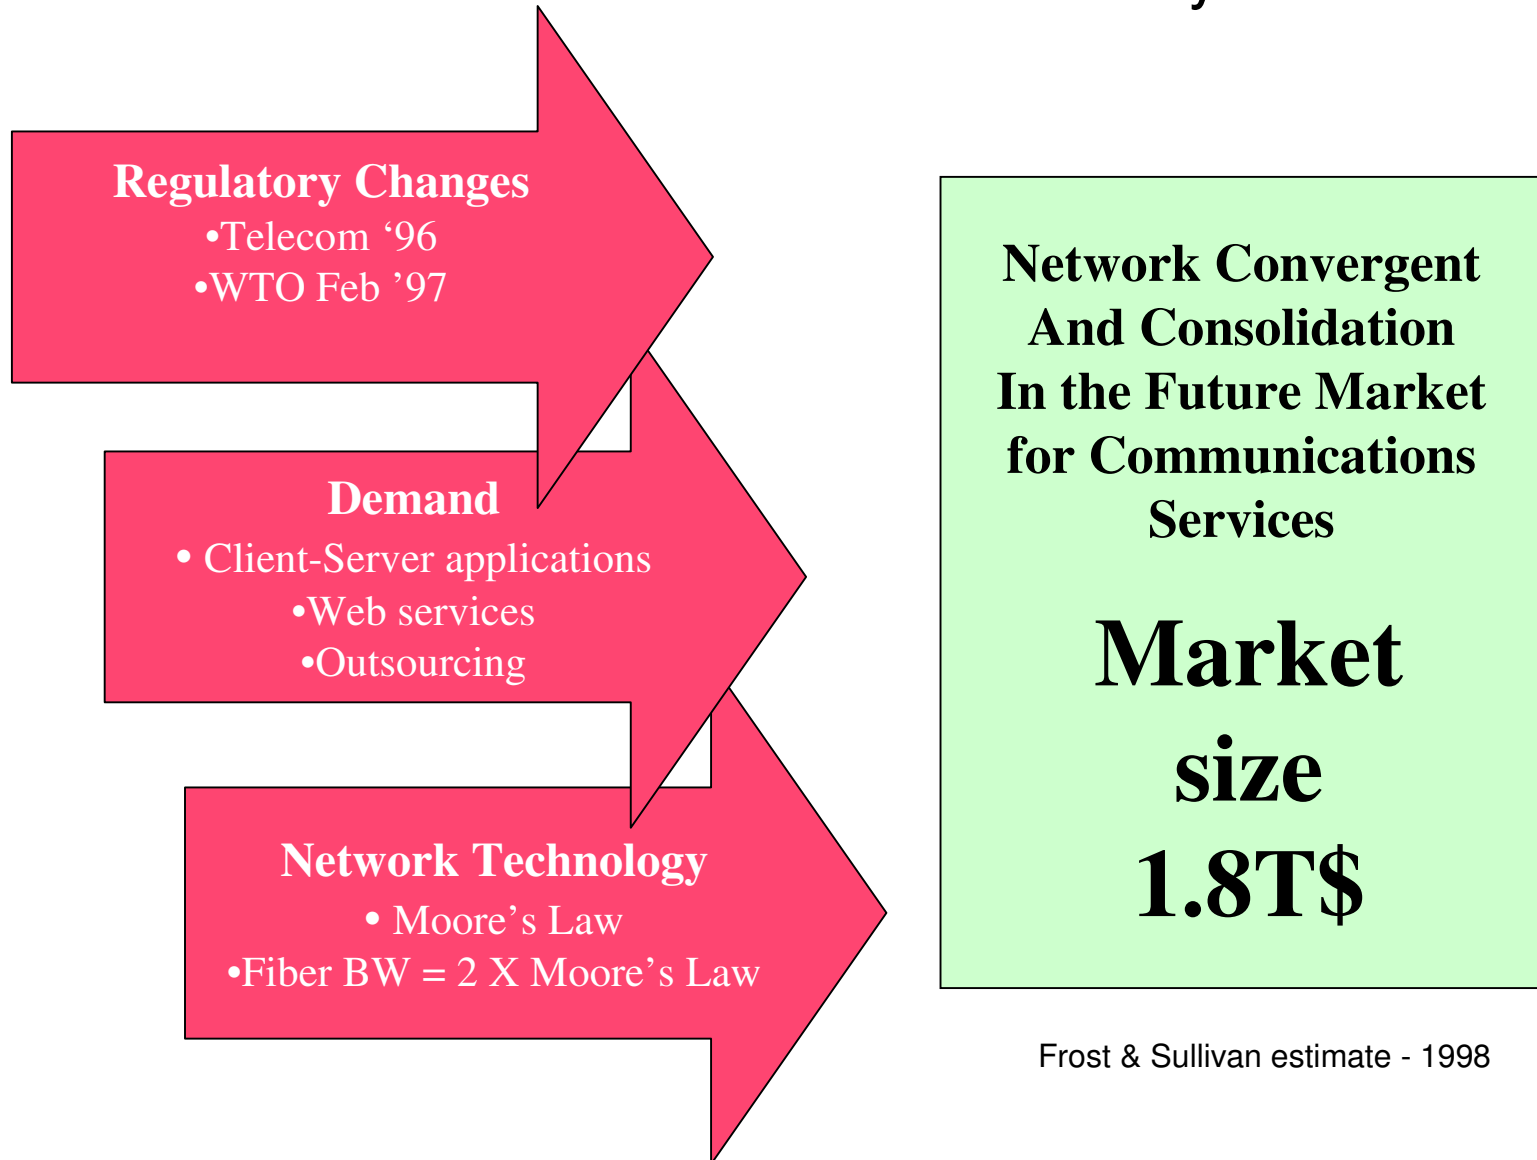 Regulatory Changes
•Telecom ‘96
•WTO Feb ’97
Demand
• Client-Server applications
•Web services
•Outsourcing
Network Technology
• Moore’s Law
•Fiber BW = 2 X Moore’s Law
Network Convergent
And Consolidation
In the Future Market
for Communications
Services
Market
size
1.8T$
Frost & Sullivan estimate - 1998